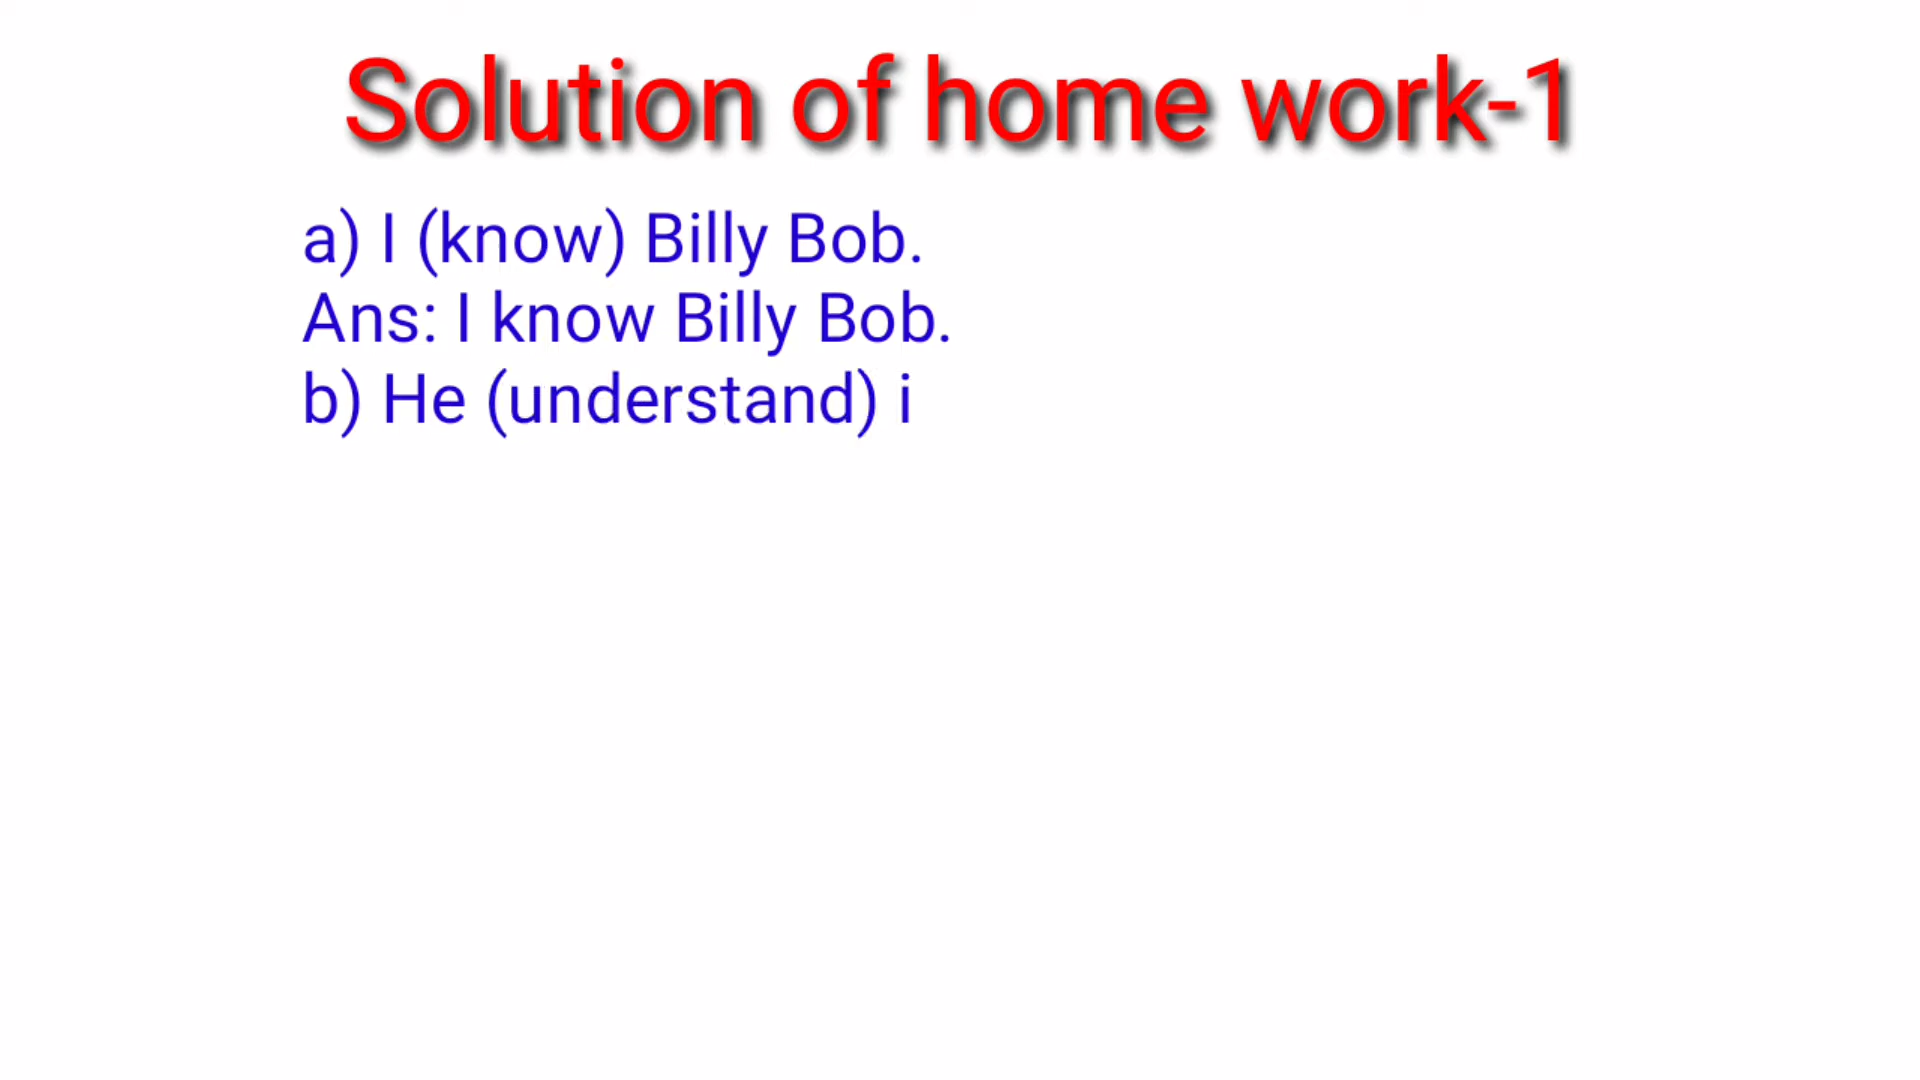 Solution of home work-1
a) I (know) Billy Bob.
Ans: I know Billy Bob.
b) He (understand) i